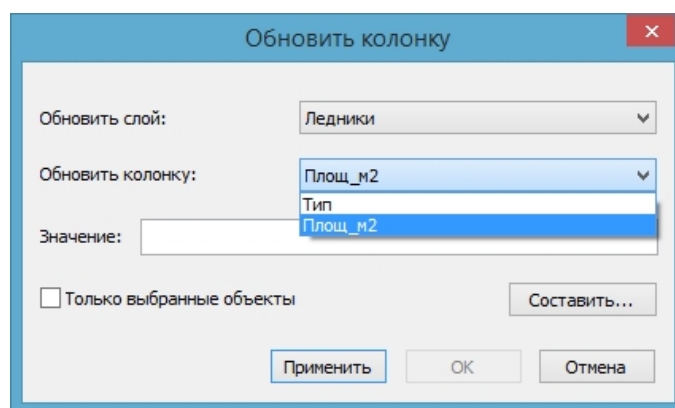 Обновить колонку
Обновить слой: Ледники
Обновить колонку: Площ_м2
Тип
Площ_м2
Значение:
Только выбранные объекты
Составить...
Применить
OK
Отмена